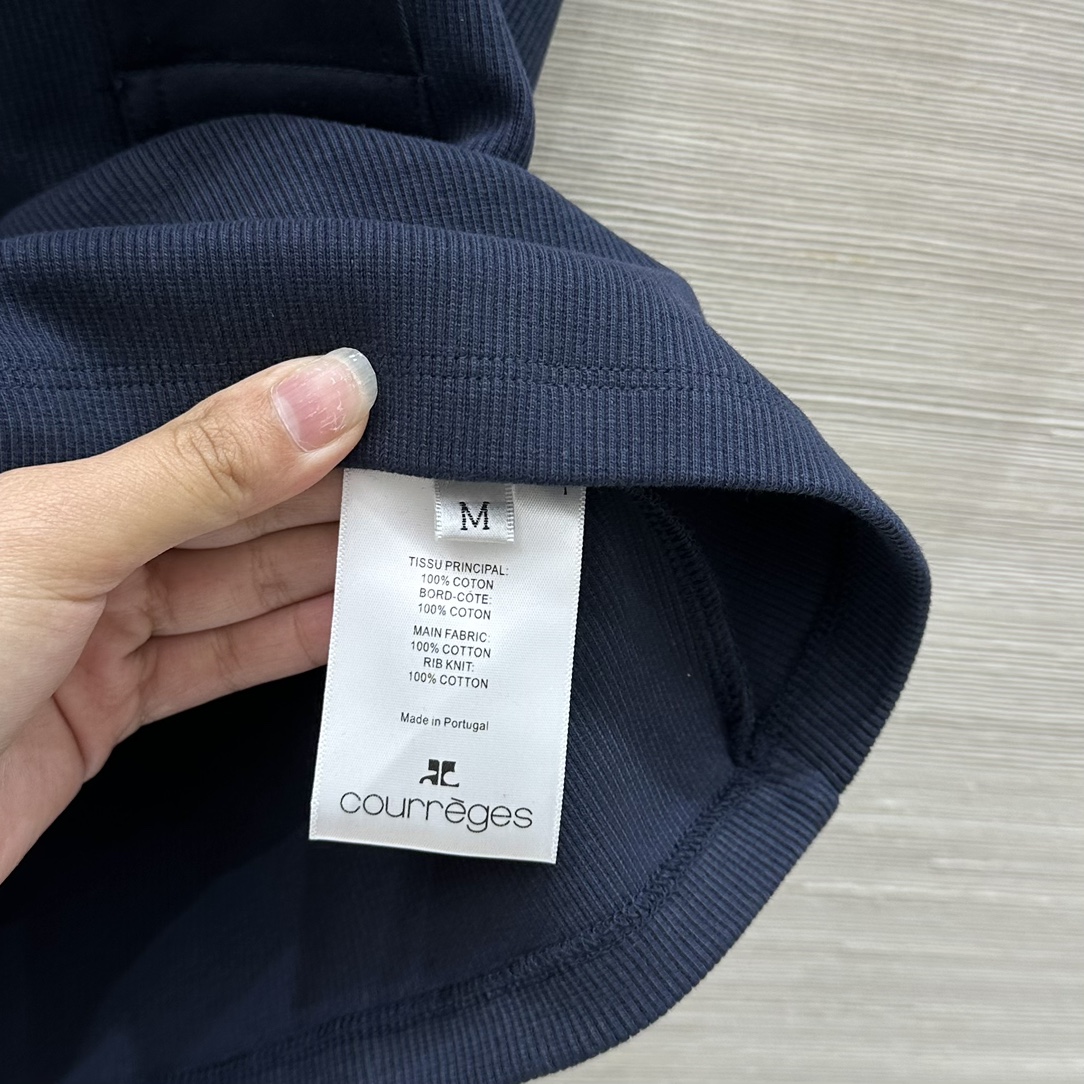 M
TISSU PRINCIPAL:
100% COTON
BORD-CÔTE:
100% COTON
MAIN FABRIC:
100% COTTON
RIB KNIT:
100% COTTON
Made in Portugal
courrèges